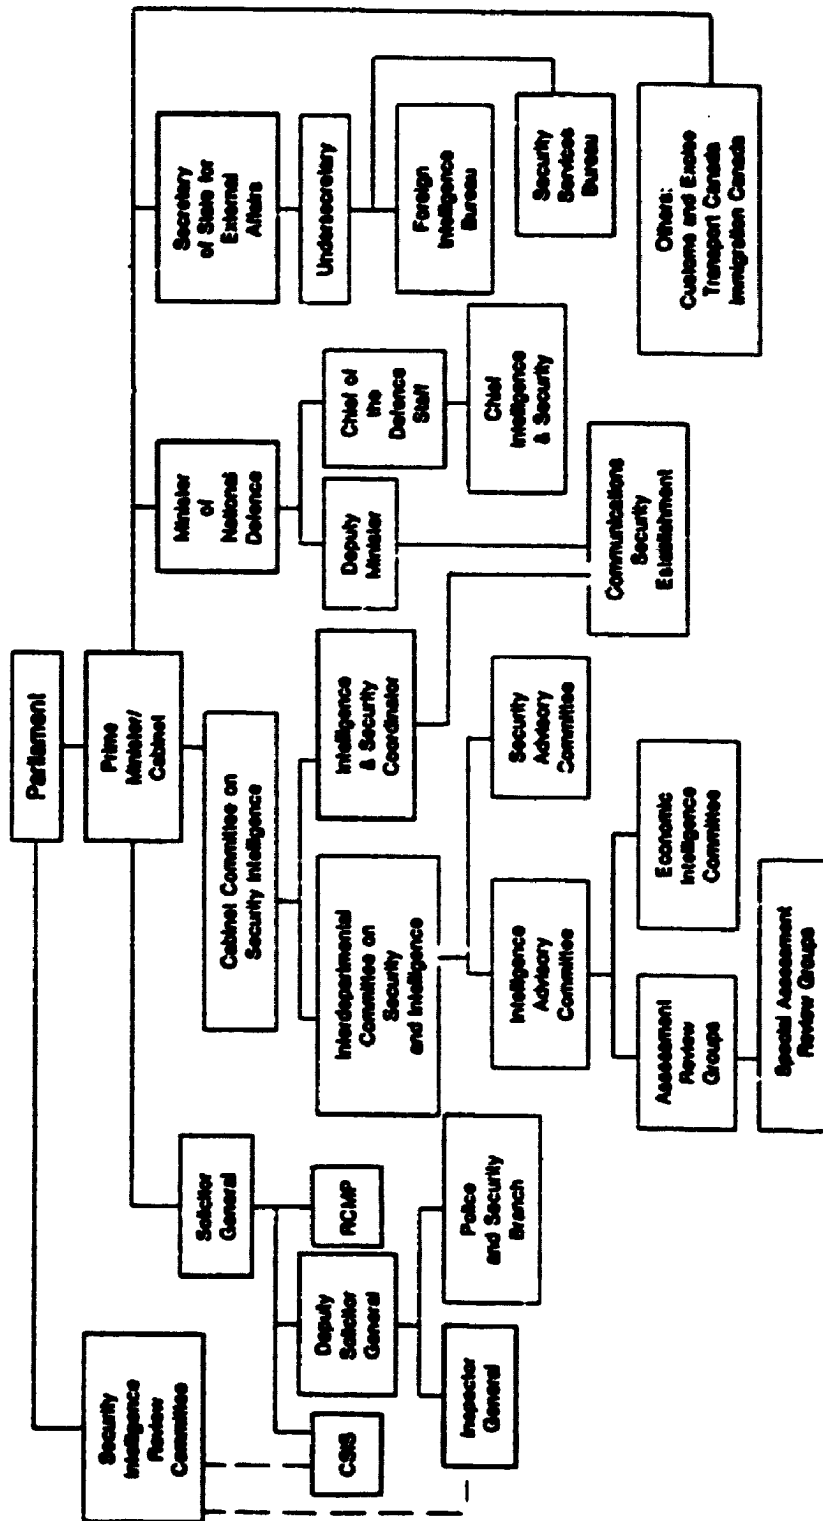 Parliament
Prime
Minister/
Cabinet
Security
Intelligence
Review
Committee
Solicitor
General
CSIS
Deputy
Solicitor
General
RCMP
Inspector
General
Police
and Security
Branch
Cabinet Committee on
Security Intelligence
Interdepartmental
Committee on
Security
and Intelligence
Intelligence
& Security
Coordinator
Intelligence
Advisory
Committee
Security
Advisory
Committee
Assessment
Review
Groups
Economic
Intelligence
Committee
Special Assessment
Review Groups
Minister
of
National
Defence
Deputy
Minister
Chief of
the
Defence
Staff
Chief
Intelligence
& Security
Communications
Security
Establishment
Secretary
of State for
External
Affairs
Undersecretary
Foreign
Intelligence
Bureau
Security
Services
Bureau
Others:
Customs and Excise
Transport Canada
Immigration Canada